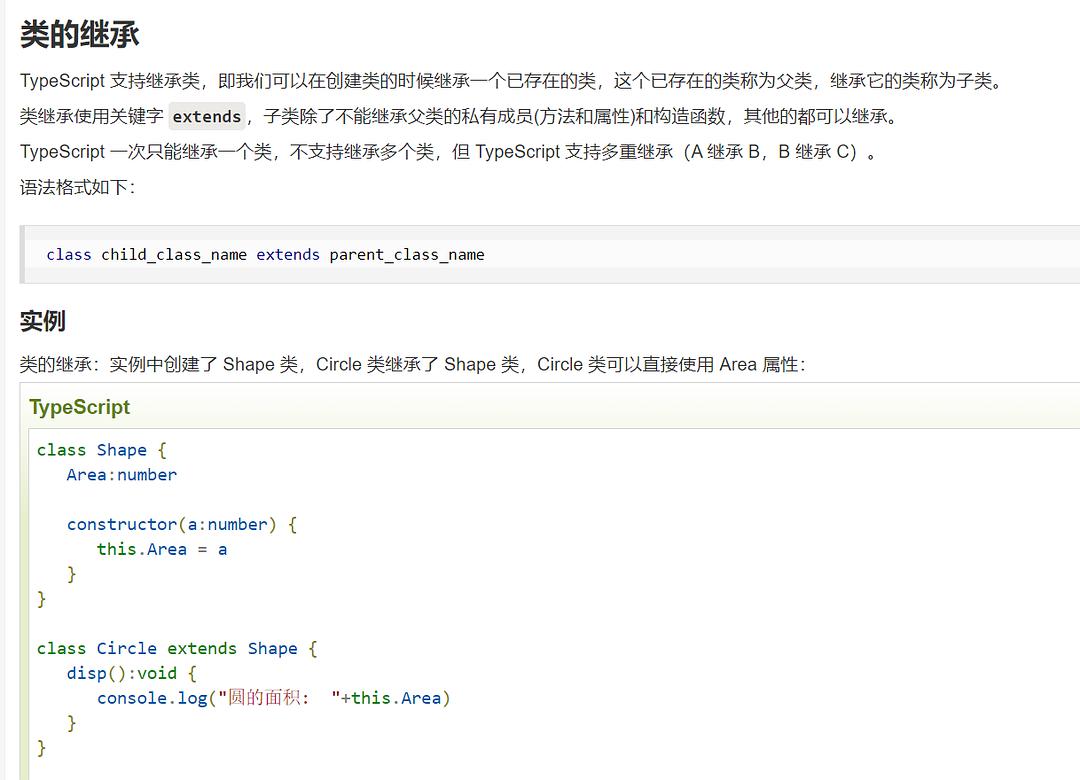 类的继承
TypeScript 支持继承类，即我们可以在创建类的时候继承一个已存在的类，这个已存在的类称为父类，继承它的类称为子类。
类继承使用关键字 extends，子类除了不能继承父类的私有成员(方法和属性)和构造函数，其他的都可以继承。
TypeScript 一次只能继承一个类，不支持继承多个类，但 TypeScript 支持多重继承（A 继承 B，B 继承 C）。
语法格式如下：
class child_class_name extends parent_class_name
实例
类的继承：实例中创建了 Shape 类，Circle 类继承了 Shape 类，Circle 类可以直接使用 Area 属性：
TypeScript
class Shape {
   Area:number
   constructor(a:number) {
      this.Area = a
   }
}
class Circle extends Shape {
   disp():void {
      console.log("圆的面积:  "+this.Area)
   }
}